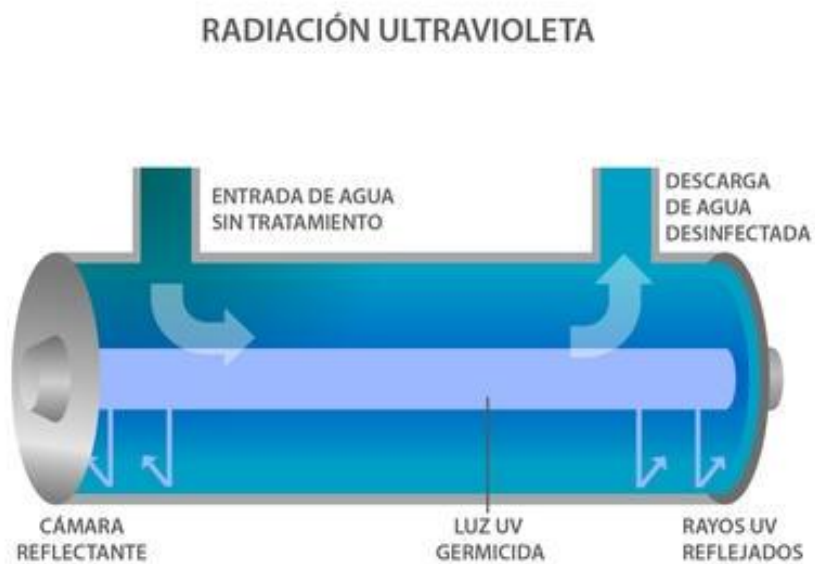 RADIACIÓN ULTRAVIOLETA
ENTRADA DE AGUA
SIN TRATAMIENTO
DESCARGA
DE AGUA
DESINFECTADA
CÁMARA
REFLECTANTE
LUZ UV
GERMICIDA
RAYOS UV
REFLEJADOS